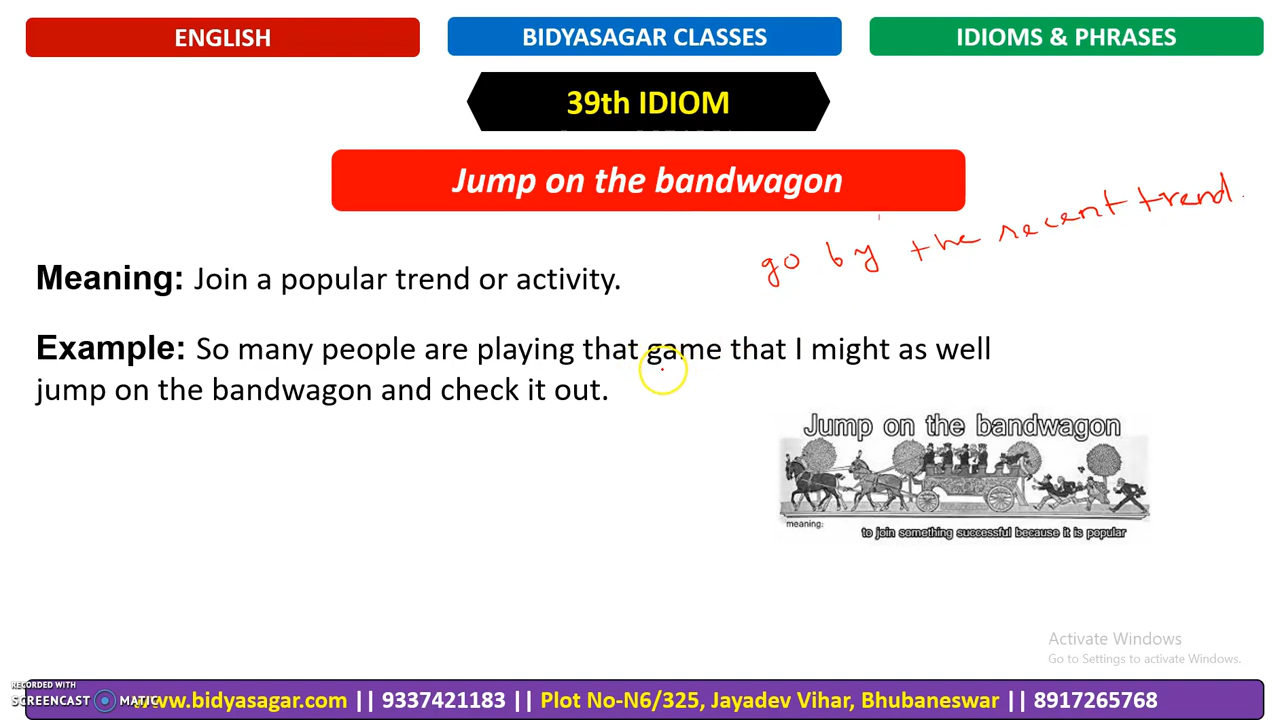 ENGLISH
BIDYASAGAR CLASSES
IDIOMS & PHRASES
39th IDIOM
Jump on the bandwagon
go by the recent trend.
Meaning: Join a popular trend or activity.
Example: So many people are playing that game that I might as well
jump on the bandwagon and check it out.
Jump on the bandwagon
meaning:
to join something successful because it is popular
Activate Windows
Go to Settings to activate Windows.
RECORDED WITH
SCREENCAST MATIC
www.bidyasagar.com || 9337421183 || Plot No-N6/325, Jayadev Vihar, Bhubaneswar || 8917265768